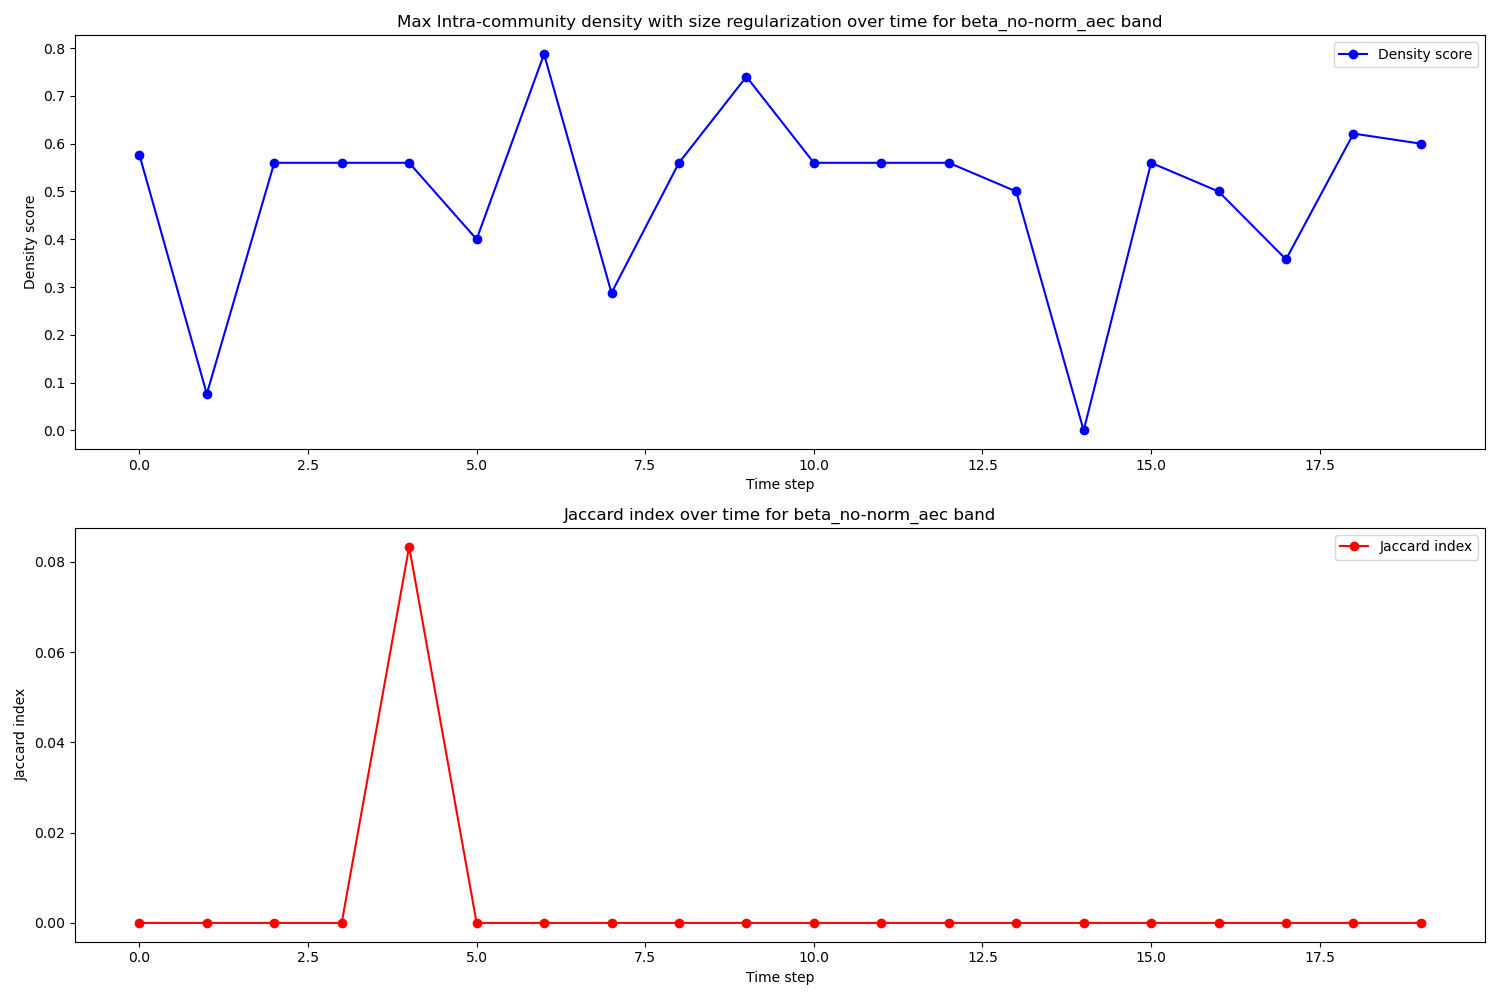 Max Intra-community density with size regularization over time for beta_no-norm_aec band
Density score
0.8
0.7
0.6
0.5
0.4
0.3
0.2
0.1
0.0
Density score
0.0 2.5 5.0 7.5 10.0 12.5 15.0 17.5
Time step
Jaccard index over time for beta_no-norm_aec band
Jaccard index
0.08
0.06
0.04
0.02
0.00
Jaccard index
0.0 2.5 5.0 7.5 10.0 12.5 15.0 17.5
Time step